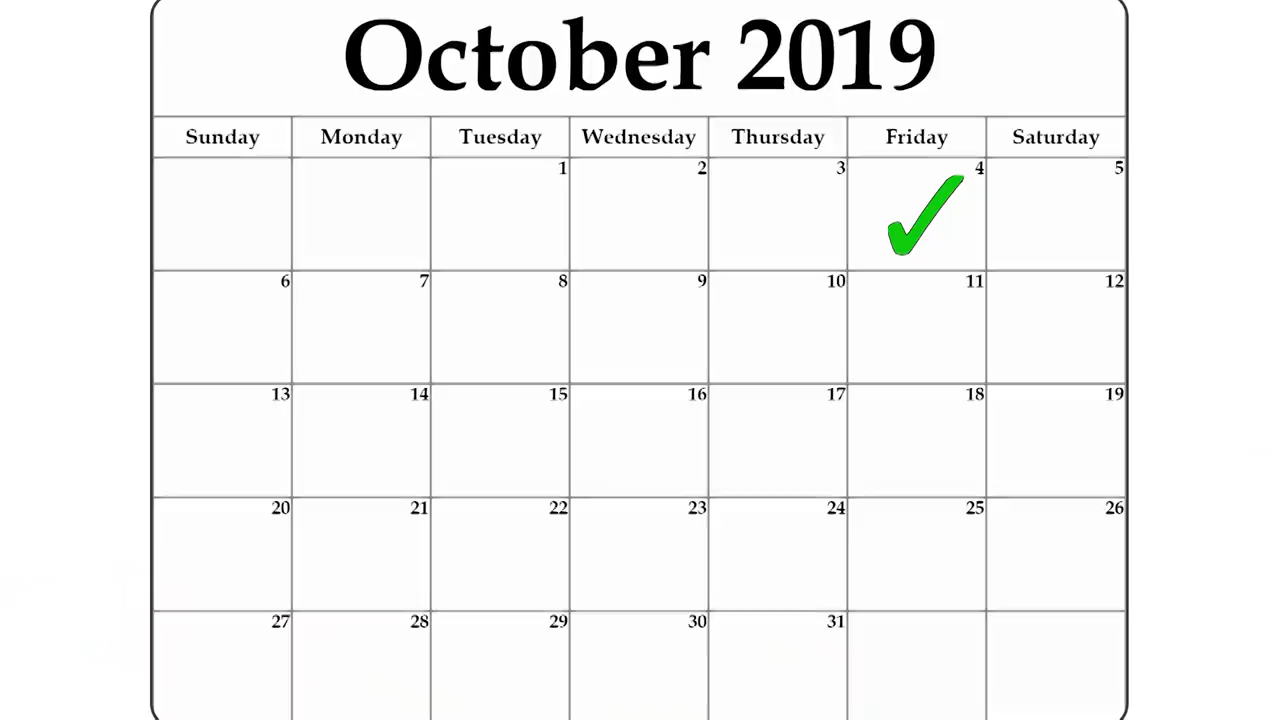 October 2019
Sunday Monday Tuesday Wednesday Thursday Friday Saturday
1 2 3 4 5
6 7 8 9 10 11 12
13 14 15 16 17 18 19
20 21 22 23 24 25 26
27 28 29 30 31